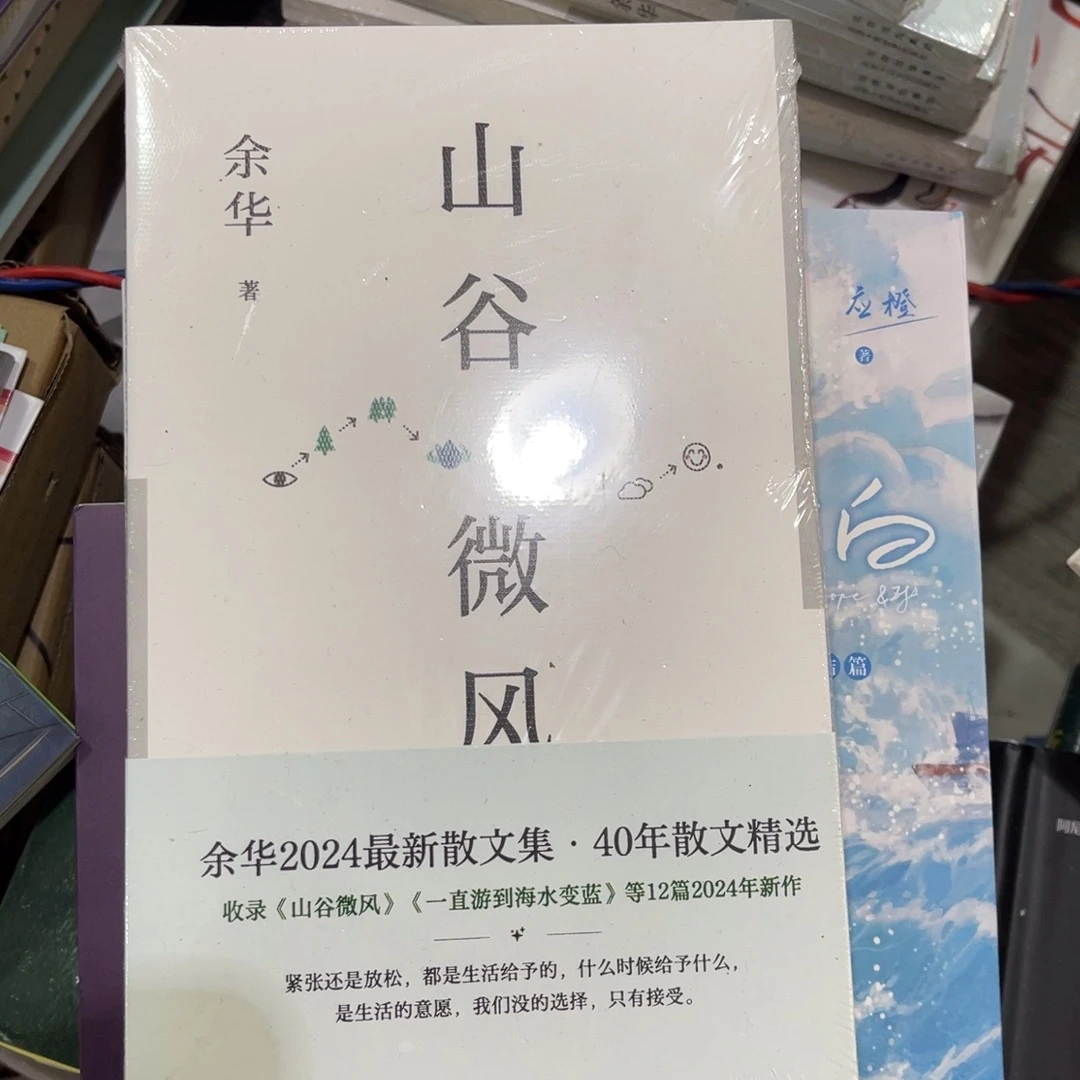 山谷微风
余华
著
余华2024最新散文集·40年散文精选
收录《山谷微风》《一直游到海水变蓝》等12篇2024年新作
紧张还是放松，都是生活给予的，什么时候给予什么，
是生活的意愿，我们没的选择，只有接受。
应橙
著
白
篇